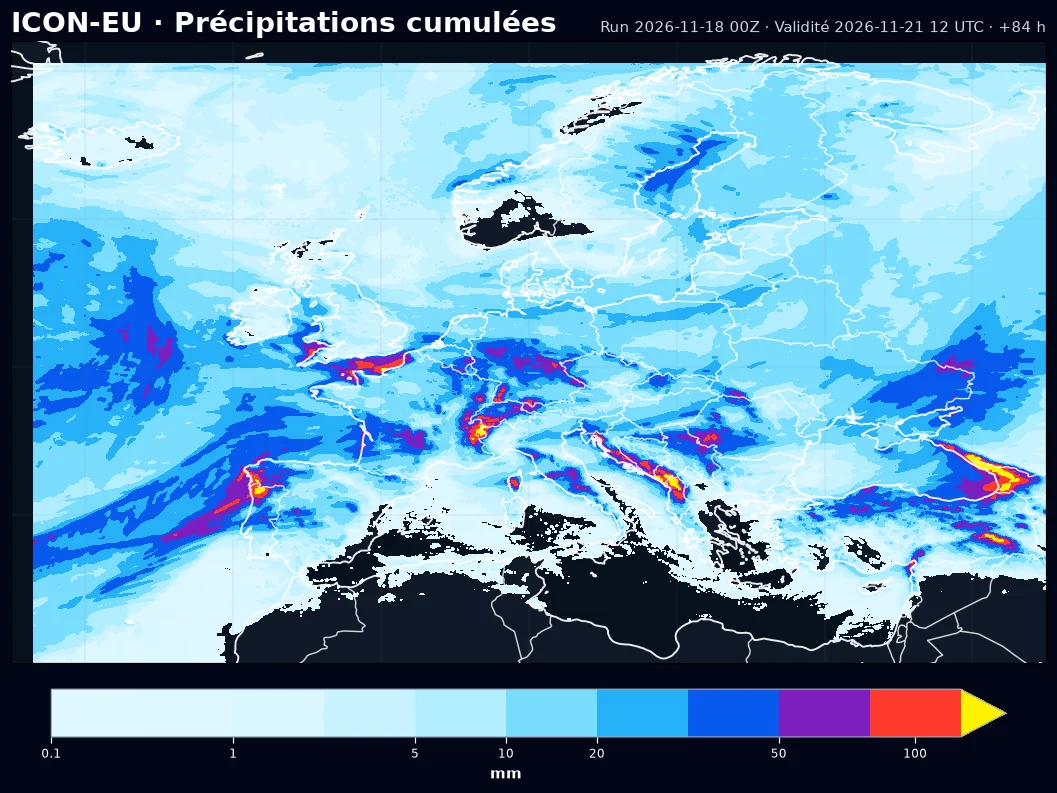 ICON-EU · Précipitations cumulées
Run 2026-11-18 00Z · Validité 2026-11-21 12 UTC · +84 h
0.1 1 5 10 20 50 100
mm